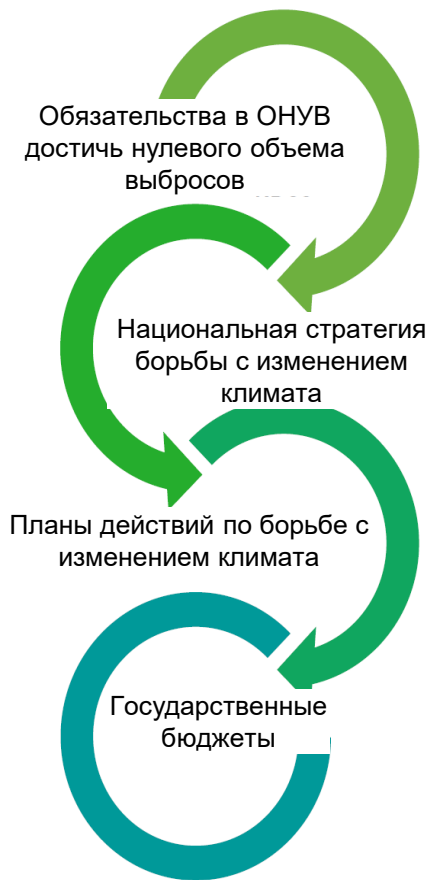 Обязательства в ОНУВ
достичь нулевого объема
выбросов
Национальная стратегия
борьбы с изменением
климата
Планы действий по борьбе с
изменением климата
Государственные
бюджеты